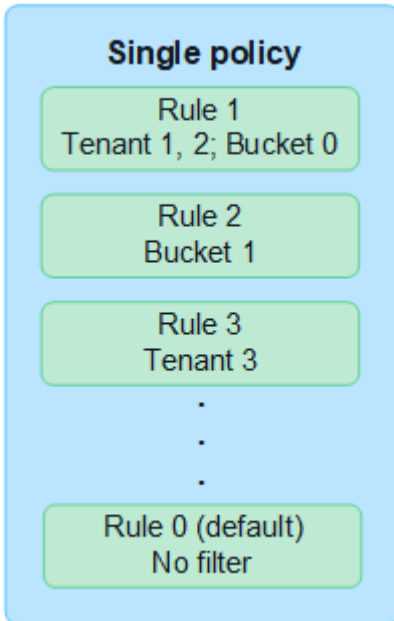 Single policy
Rule 1
Tenant 1, 2; Bucket 0
Rule 2
Bucket 1
Rule 3
Tenant 3
.
.
.
Rule 0 (default)
No filter